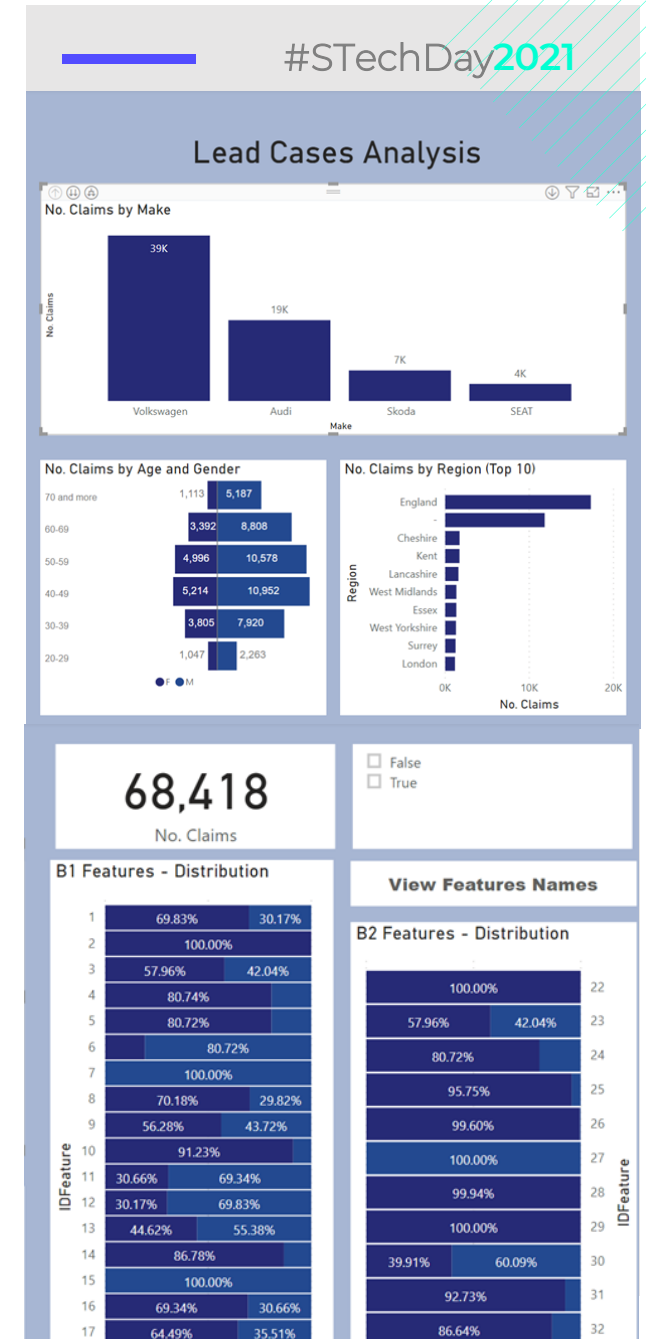 #STechDay2021
Lead Cases Analysis
No. Claims by Make
No. Claims
39K
19K
7K
4K
Volkswagen Audi Skoda SEAT
Make
No. Claims by Age and Gender
70 and more 1,113 5,187
60-69 3,392 8,808
50-59 4,996 10,578
40-49 5,214 10,952
30-39 3,805 7,920
20-29 1,047 2,263
F M
No. Claims by Region (Top 10)
Region
England
-
Cheshire
Kent
Lancashire
West Midlands
Essex
West Yorkshire
Surrey
London
0K 10K 20K
No. Claims
68,418
No. Claims
False
True
B1 Features - Distribution
IDFeature
1 69.83% 30.17%
2 100.00%
3 57.96% 42.04%
4 80.74%
5 80.72%
6 80.72%
7 100.00%
8 70.18% 29.82%
9 56.28% 43.72%
10 91.23%
11 30.66% 69.34%
12 30.17% 69.83%
13 44.62% 55.38%
14 86.78%
15 100.00%
16 69.34% 30.66%
17 64.49% 35.51%
View Features Names
B2 Features - Distribution
100.00% 22
57.96% 42.04% 23
80.72% 24
95.75% 25
99.60% 26
100.00% 27
99.94% 28
100.00% 29
39.91% 60.09% 30
92.73% 31
86.64% 32
IDFeature